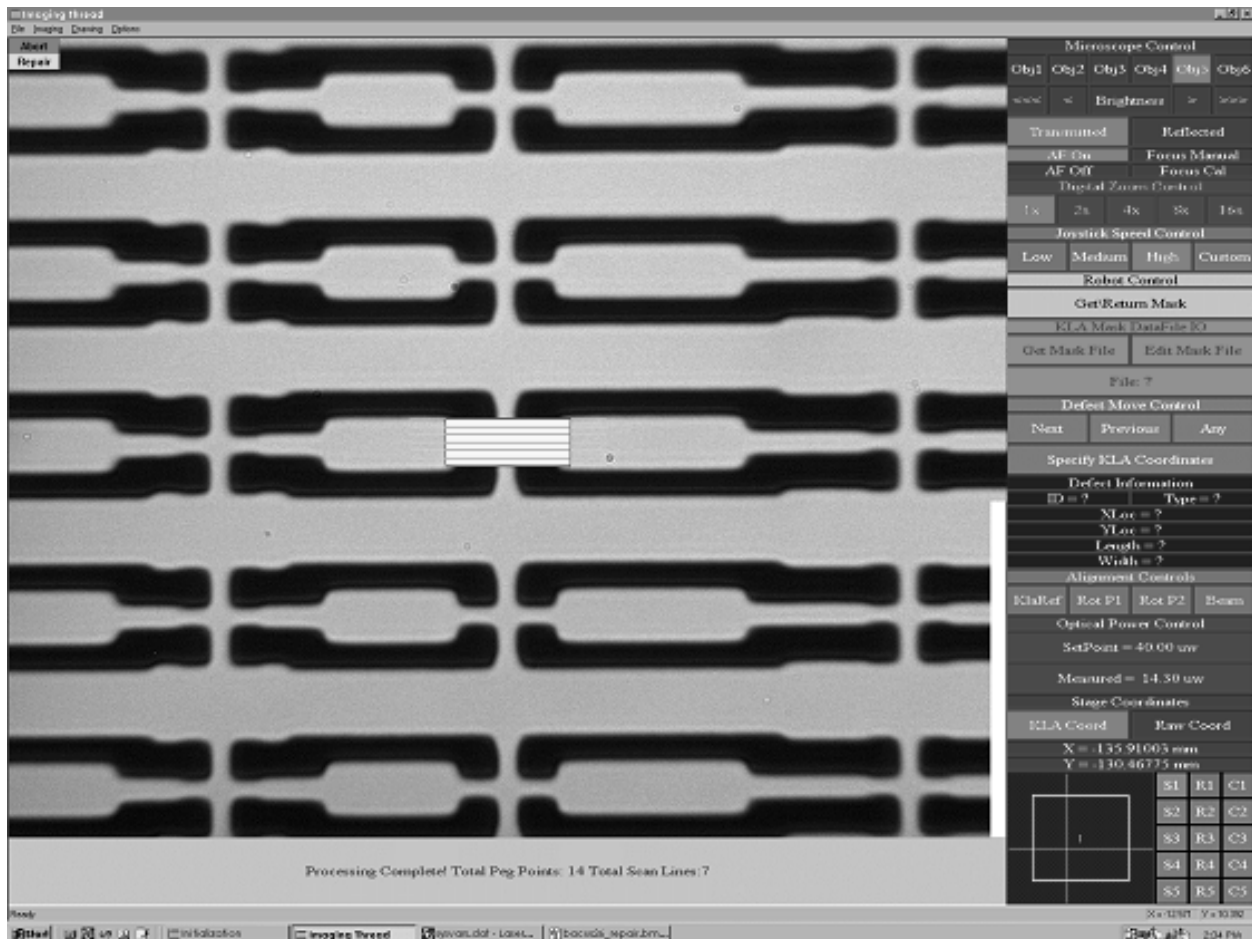 Imaging thread
File Imaging Drawing Options
Abort
Repair
Microscope Control
Obj1 Obj2 Obj3 Obj4 Obj5 Obj6
<<< < Brightness > >>>
Transmitted Reflected
AF On Focus Manual
AF Off Focus Cal
Digital Zoom Control
1x 2x 4x 8x 16x
Joystick Speed Control
Low Medium High Custom
Robot Control
Get\Return Mask
KLA Mask DataFile IO
Get Mask File Edit Mask File
File: ?
Defect Move Control
Next Previous Any
Specify KLA Coordinates
Defect Information
ID = ? Type = ?
XLoc = ?
YLoc = ?
Length = ?
Width = ?
Alignment Controls
KlaRef Rot P1 Rot P2 Beam
Optical Power Control
SetPoint = 40.00 uw
Measured = 14.30 uw
Stage Coordinates
KLA Coord Raw Coord
X = -135.91003 mm
Y = -130.46775 mm
S1 R1 C1
S2 R2 C2
S3 R3 C3
S4 R4 C4
S5 R5 C5
Processing Complete! Total Peg Points: 14 Total Scan Lines:7
Ready
Start Initialization Imaging Thread sysvars.dat - Laser... 2:04 PM